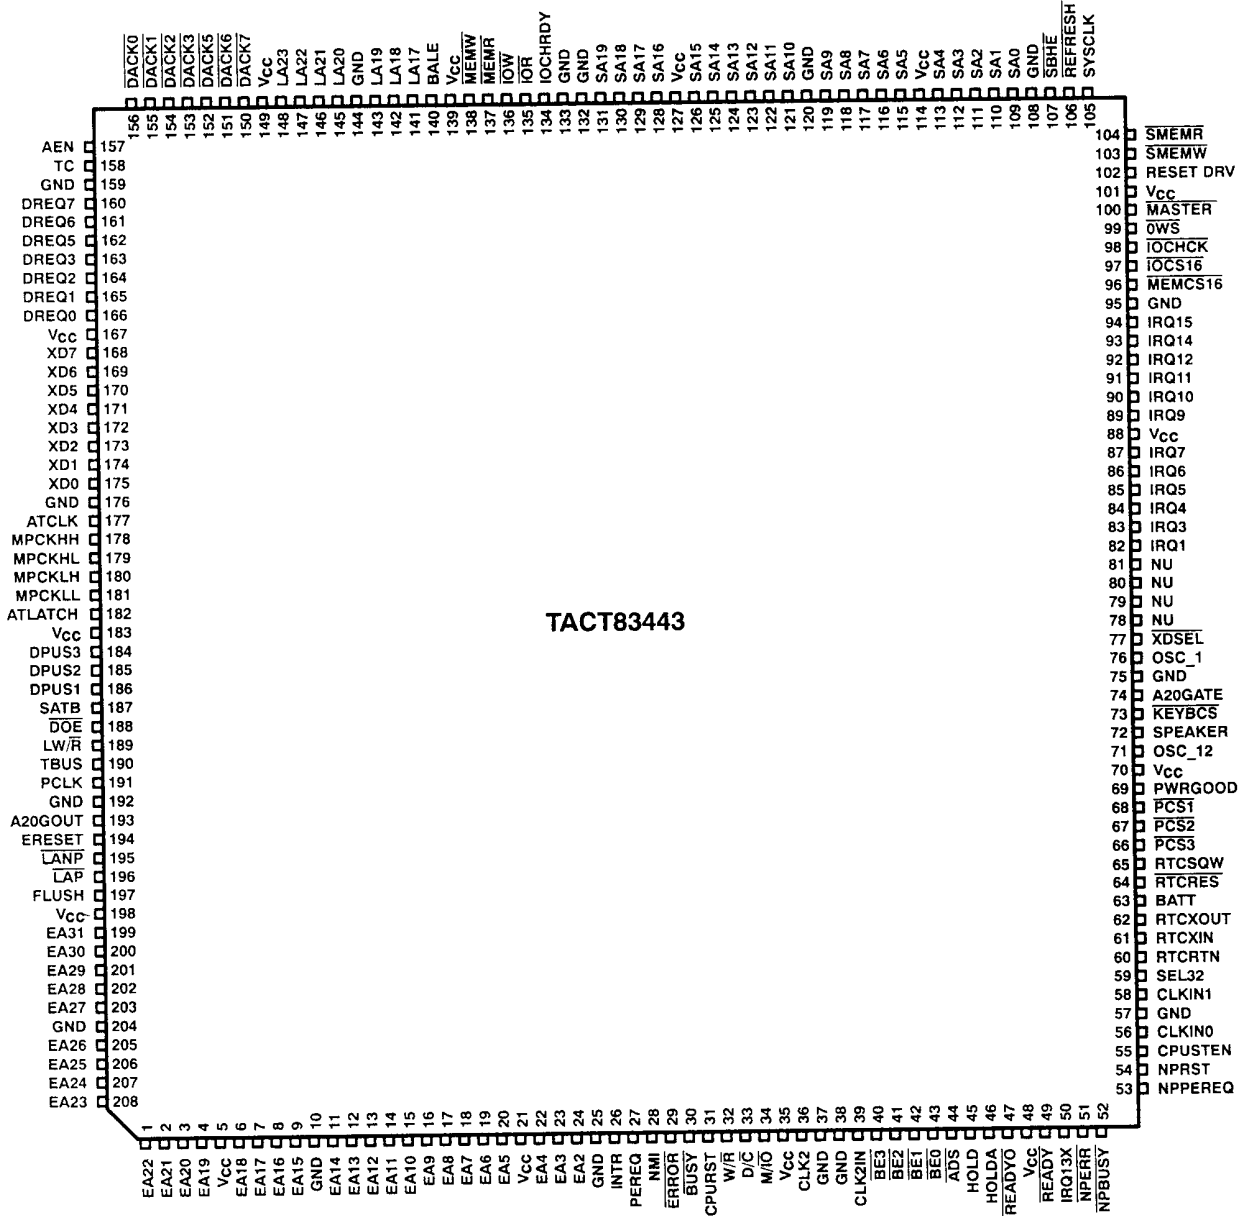 DACK0 DACK1 DACK2 DACK3 DACK5 DACK6 DACK7 VCC LA23 LA22 LA21 LA20 GND LA19 LA18 LA17 BALE VCC MEMW MEMR IOW IOR IOCHRDY GND GND SA19 SA18 SA17 SA16 VCC SA15 SA14 SA13 SA12 SA11 SA10 GND SA9 SA8 SA7 SA6 SA5 VCC SA4 SA3 SA2 SA1 SA0 GND SBHE REFRESH SYSCLK
156 155 154 153 152 151 150 149 148 147 146 145 144 143 142 141 140 139 138 137 136 135 134 133 132 131 130 129 128 127 126 125 124 123 122 121 120 119 118 117 116 115 114 113 112 111 110 109 108 107 106 105
AEN 157
TC 158
GND 159
DREQ7 160
DREQ6 161
DREQ5 162
DREQ3 163
DREQ2 164
DREQ1 165
DREQ0 166
VCC 167
XD7 168
XD6 169
XD5 170
XD4 171
XD3 172
XD2 173
XD1 174
XD0 175
GND 176
ATCLK 177
MPCKHH 178
MPCKHL 179
MPCKLH 180
MPCKLL 181
ATLATCH 182
VCC 183
DPUS3 184
DPUS2 185
DPUS1 186
SATB 187
DOE 188
LW/R 189
TBUS 190
PCLK 191
GND 192
A20GOUT 193
ERESET 194
LANP 195
LAP 196
FLUSH 197
VCC 198
EA31 199
EA30 200
EA29 201
EA28 202
EA27 203
GND 204
EA26 205
EA25 206
EA24 207
EA23 208
TACT83443
104 SMEMR
103 SMEMW
102 RESET DRV
101 VCC
100 MASTER
99 0WS
98 IOCHCK
97 IOCS16
96 MEMCS16
95 GND
94 IRQ15
93 IRQ14
92 IRQ12
91 IRQ11
90 IRQ10
89 IRQ9
88 VCC
87 IRQ7
86 IRQ6
85 IRQ5
84 IRQ4
83 IRQ3
82 IRQ1
81 NU
80 NU
79 NU
78 NU
77 XDSEL
76 OSC_1
75 GND
74 A20GATE
73 KEYBCS
72 SPEAKER
71 OSC_12
70 VCC
69 PWRGOOD
68 PCS1
67 PCS2
66 PCS3
65 RTCSQW
64 RTCRES
63 BATT
62 RTCXOUT
61 RTCXIN
60 RTCRTN
59 SEL32
58 CLKIN1
57 GND
56 CLKIN0
55 CPUSTEN
54 NPRST
53 NPPEREQ
1 2 3 4 5 6 7 8 9 10 11 12 13 14 15 16 17 18 19 20 21 22 23 24 25 26 27 28 29 30 31 32 33 34 35 36 37 38 39 40 41 42 43 44 45 46 47 48 49 50 51 52
EA22 EA21 EA20 EA19 VCC EA18 EA17 EA16 EA15 GND EA14 EA13 EA12 EA11 EA10 EA9 EA8 EA7 EA6 EA5 VCC EA4 EA3 EA2 GND INTR PEREQ NMI ERROR BUSY CPURST W/R D/C M/IO VCC CLK2 GND GND CLK2IN BE3 BE2 BE1 BE0 ADS HOLD HOLDA READYO VCC READY IRQ13X NPERR NPBUSY